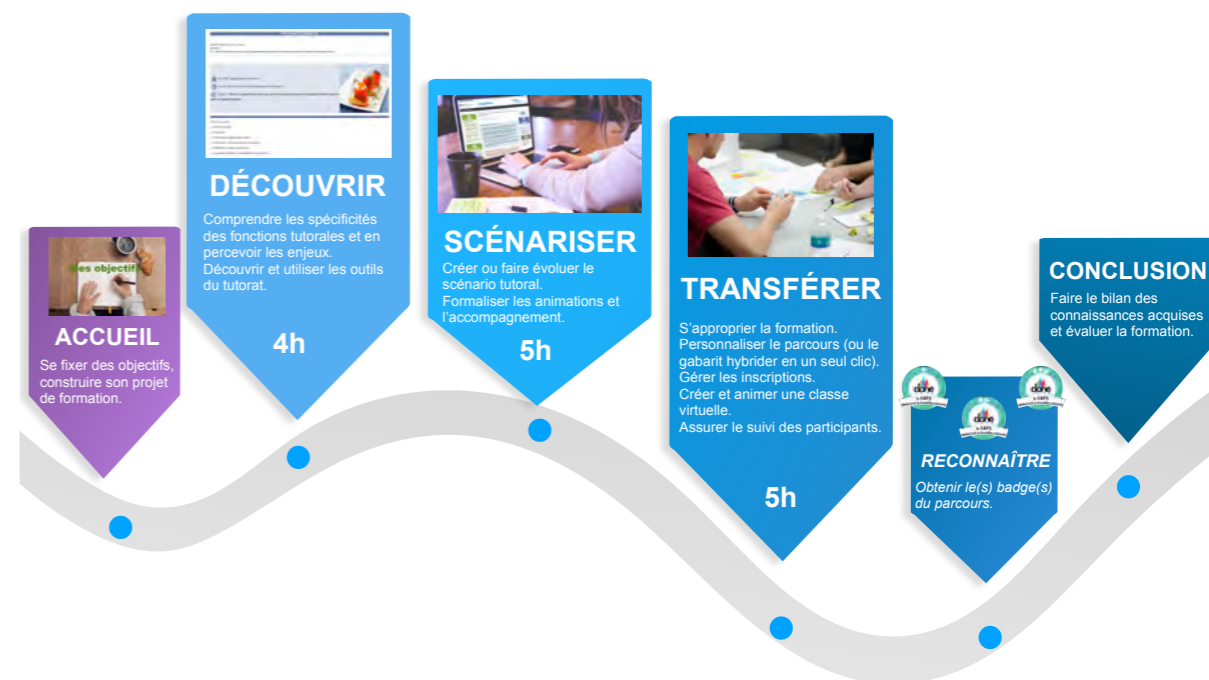 ACCUEIL
Se fixer des objectifs,
construire son projet
de formation.
DÉCOUVRIR
Comprendre les spécificités
des fonctions tutorales et en
percevoir les enjeux.
Découvrir et utiliser les outils
du tutorat.
4h
SCÉNARISER
Créer ou faire évoluer le
scénario tutoral.
Formaliser les animations et
l’accompagnement.
5h
TRANSFÉRER
S’approprier la formation.
Personnaliser le parcours (ou le
gabarit hybrider en un seul clic).
Gérer les inscriptions.
Créer et animer une classe
virtuelle.
Assurer le suivi des participants.
5h
dane
dane
dane
RECONNAÎTRE
Obtenir le(s) badge(s)
du parcours.
CONCLUSION
Faire le bilan des
connaissances acquises
et évaluer la formation.